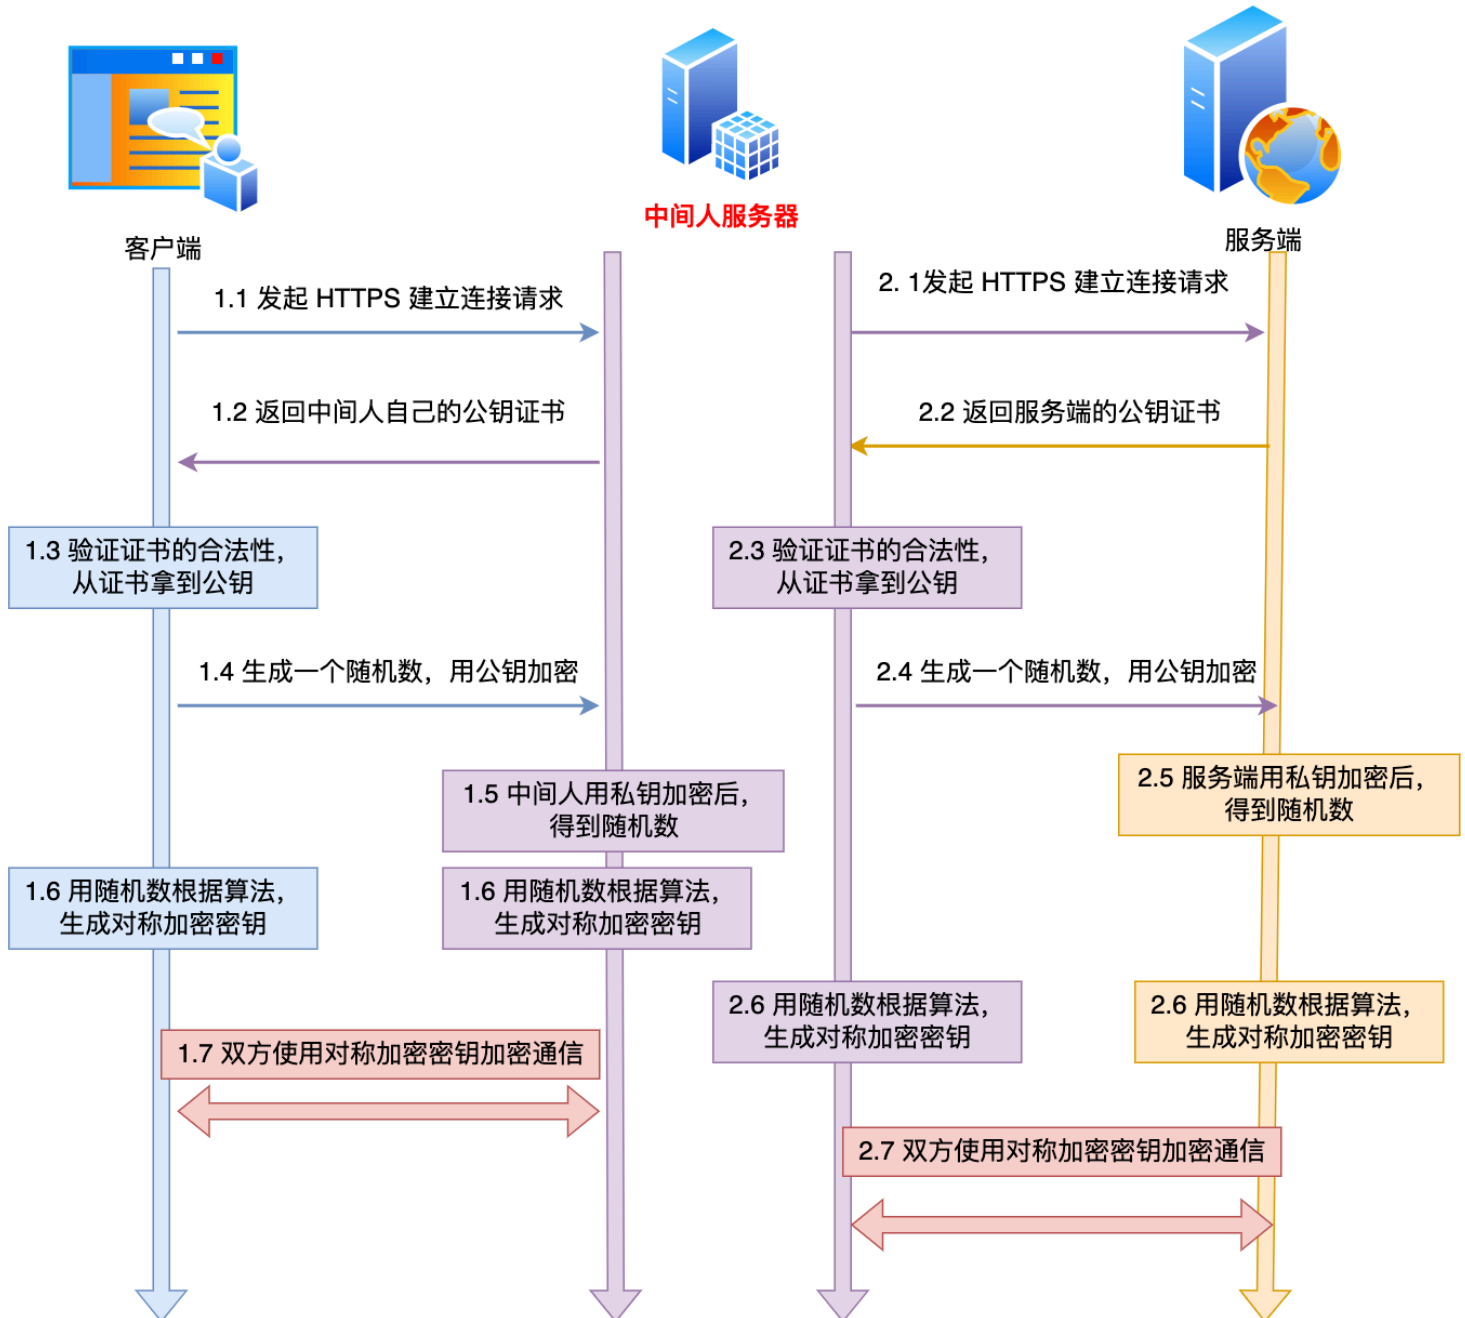 中间人服务器
客户端
服务端
1.1 发起 HTTPS 建立连接请求
2. 1发起 HTTPS 建立连接请求
1.2 返回中间人自己的公钥证书
2.2 返回服务端的公钥证书
1.3 验证证书的合法性，
从证书拿到公钥
2.3 验证证书的合法性，
从证书拿到公钥
1.4 生成一个随机数，用公钥加密
2.4 生成一个随机数，用公钥加密
1.5 中间人用私钥加密后，
得到随机数
2.5 服务端用私钥加密后，
得到随机数
1.6 用随机数根据算法，
生成对称加密密钥
1.6 用随机数根据算法，
生成对称加密密钥
2.6 用随机数根据算法，
生成对称加密密钥
2.6 用随机数根据算法，
生成对称加密密钥
1.7 双方使用对称加密密钥加密通信
2.7 双方使用对称加密密钥加密通信